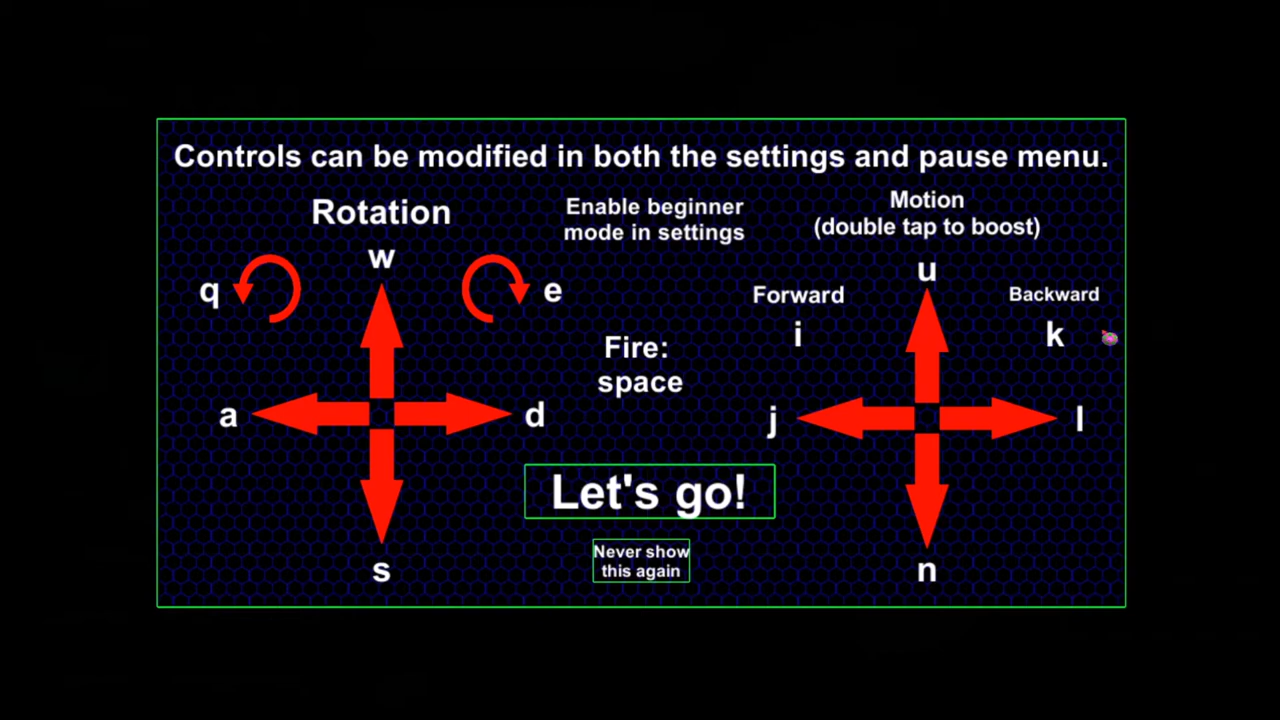 Controls can be modified in both the settings and pause menu.
Rotation
Enable beginner
mode in settings
Motion
(double tap to boost)
w
q
e
a
d
s
Fire:
space
u
Forward
Backward
i
k
j
l
n
Let's go!
Never show
this again